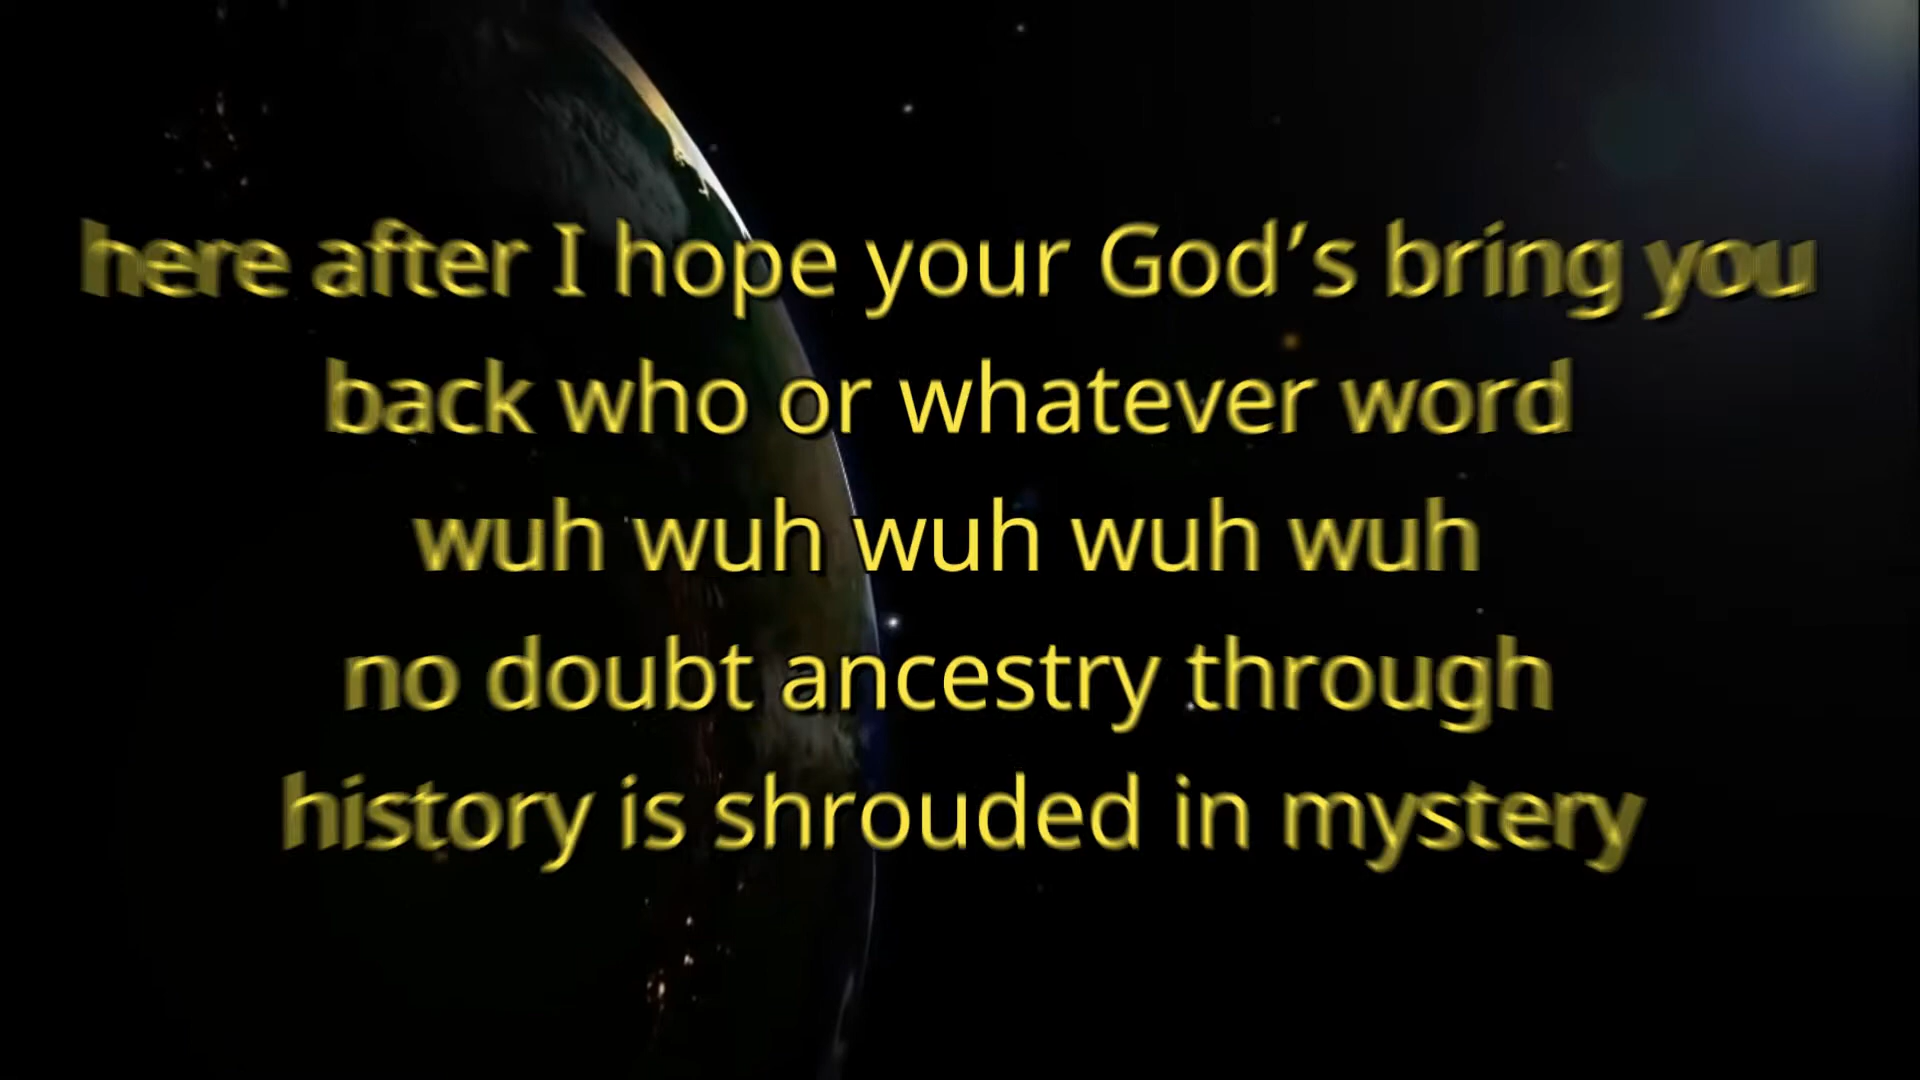 here after I hope your God’s bring you
back who or whatever word
wuh wuh wuh wuh wuh
no doubt ancestry through
history is shrouded in mystery